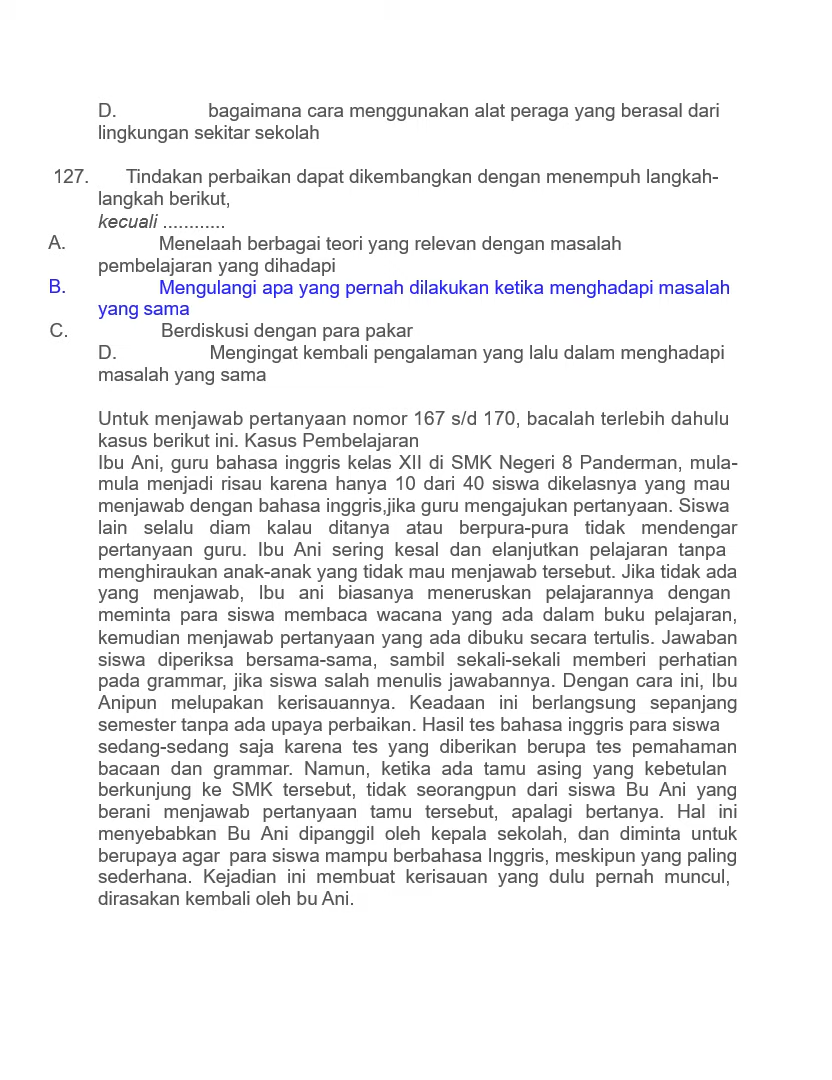 D. bagaimana cara menggunakan alat peraga yang berasal dari
lingkungan sekitar sekolah
127. Tindakan perbaikan dapat dikembangkan dengan menempuh langkah-
langkah berikut,
kecuali ............
A. Menelaah berbagai teori yang relevan dengan masalah
pembelajaran yang dihadapi
B. Mengulangi apa yang pernah dilakukan ketika menghadapi masalah
yang sama
C. Berdiskusi dengan para pakar
D. Mengingat kembali pengalaman yang lalu dalam menghadapi
masalah yang sama
Untuk menjawab pertanyaan nomor 167 s/d 170, bacalah terlebih dahulu
kasus berikut ini. Kasus Pembelajaran
Ibu Ani, guru bahasa inggris kelas XII di SMK Negeri 8 Panderman, mula-
mula menjadi risau karena hanya 10 dari 40 siswa dikelasnya yang mau
menjawab dengan bahasa inggris,jika guru mengajukan pertanyaan. Siswa
lain selalu diam kalau ditanya atau berpura-pura tidak mendengar
pertanyaan guru. Ibu Ani sering kesal dan elanjutkan pelajaran tanpa
menghiraukan anak-anak yang tidak mau menjawab tersebut. Jika tidak ada
yang menjawab, Ibu ani biasanya meneruskan pelajarannya dengan
meminta para siswa membaca wacana yang ada dalam buku pelajaran,
kemudian menjawab pertanyaan yang ada dibuku secara tertulis. Jawaban
siswa diperiksa bersama-sama, sambil sekali-sekali memberi perhatian
pada grammar, jika siswa salah menulis jawabannya. Dengan cara ini, Ibu
Anipun melupakan kerisauannya. Keadaan ini berlangsung sepanjang
semester tanpa ada upaya perbaikan. Hasil tes bahasa inggris para siswa
sedang-sedang saja karena tes yang diberikan berupa tes pemahaman
bacaan dan grammar. Namun, ketika ada tamu asing yang kebetulan
berkunjung ke SMK tersebut, tidak seorangpun dari siswa Bu Ani yang
berani menjawab pertanyaan tamu tersebut, apalagi bertanya. Hal ini
menyebabkan Bu Ani dipanggil oleh kepala sekolah, dan diminta untuk
berupaya agar para siswa mampu berbahasa Inggris, meskipun yang paling
sederhana. Kejadian ini membuat kerisauan yang dulu pernah muncul,
dirasakan kembali oleh bu Ani.